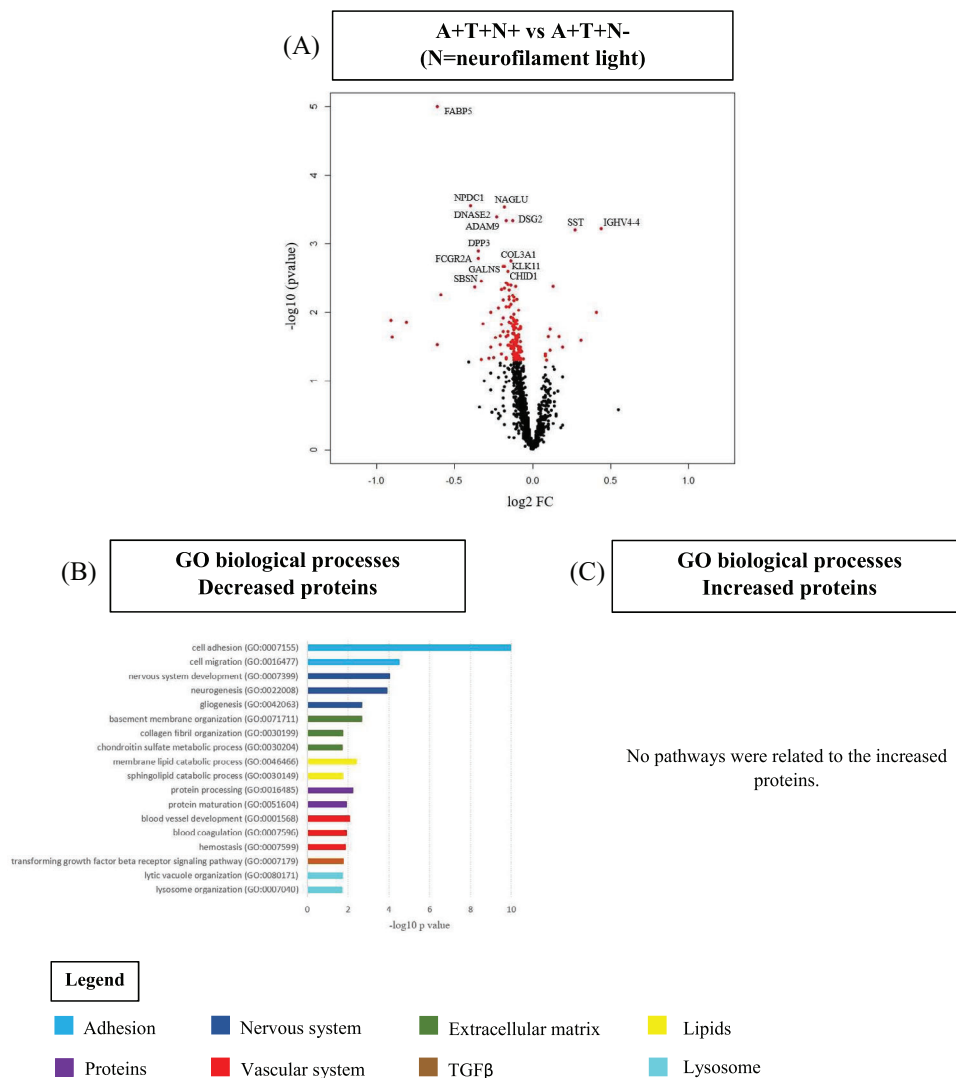 (A)
A+T+N+ vs A+T+N-
(N=neurofilament light)
5
FABP5
4
NPDC1
NAGLU
DNASE2
DSG2
ADAM9
SST
IGHV4-4
3
DPP3
FCGR2A
COL3A1
GALNS
KLK11
SBSN
CHID1
2
1
0
-log10 (pvalue)
-1.0 -0.5 0.0 0.5 1.0
log2 FC
(B)
GO biological processes
Decreased proteins
cell adhesion (GO:0007155)
cell migration (GO:0016477)
nervous system development (GO:0007399)
neurogenesis (GO:0022008)
gliogenesis (GO:0042063)
basement membrane organization (GO:0071711)
collagen fibril organization (GO:0030199)
chondroitin sulfate metabolic process (GO:0030204)
membrane lipid catabolic process (GO:0046466)
sphingolipid catabolic process (GO:0030149)
protein processing (GO:0016485)
protein maturation (GO:0051604)
blood vessel development (GO:0001568)
blood coagulation (GO:0007596)
hemostasis (GO:0007599)
transforming growth factor beta receptor signaling pathway (GO:0007179)
lytic vacuole organization (GO:0080171)
lysosome organization (GO:0007040)
0 2 4 6 8 10
-log10 p value
(C)
GO biological processes
Increased proteins
No pathways were related to the increased
proteins.
Legend
Adhesion
Nervous system
Extracellular matrix
Lipids
Proteins
Vascular system
TGFβ
Lysosome